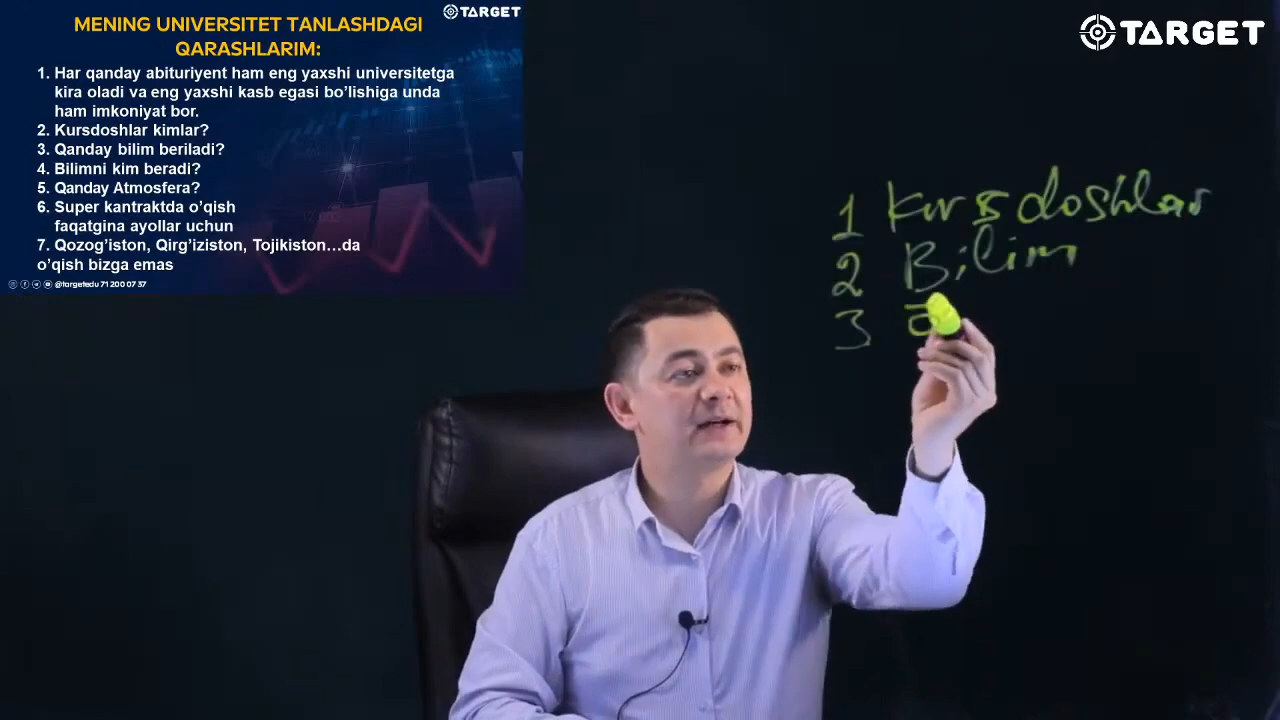 TARGET
MENING UNIVERSITET TANLASHDAGI
QARASHLARIM:
1. Har qanday abituriyent ham eng yaxshi universitetga
kira oladi va eng yaxshi kasb egasi bo'lishiga unda
ham imkoniyat bor.
2. Kursdoshlar kimlar?
3. Qanday bilim beriladi?
4. Bilimni kim beradi?
5. Qanday Atmosfera?
6. Super kantraktda o'qish
faqatgina ayollar uchun
7. Qozog'iston, Qirg'iziston, Tojikiston...da
o'qish bizga emas
@targetedu 71 200 07 37
TARGET
1 Kursdoshlar
2 Bilim
3